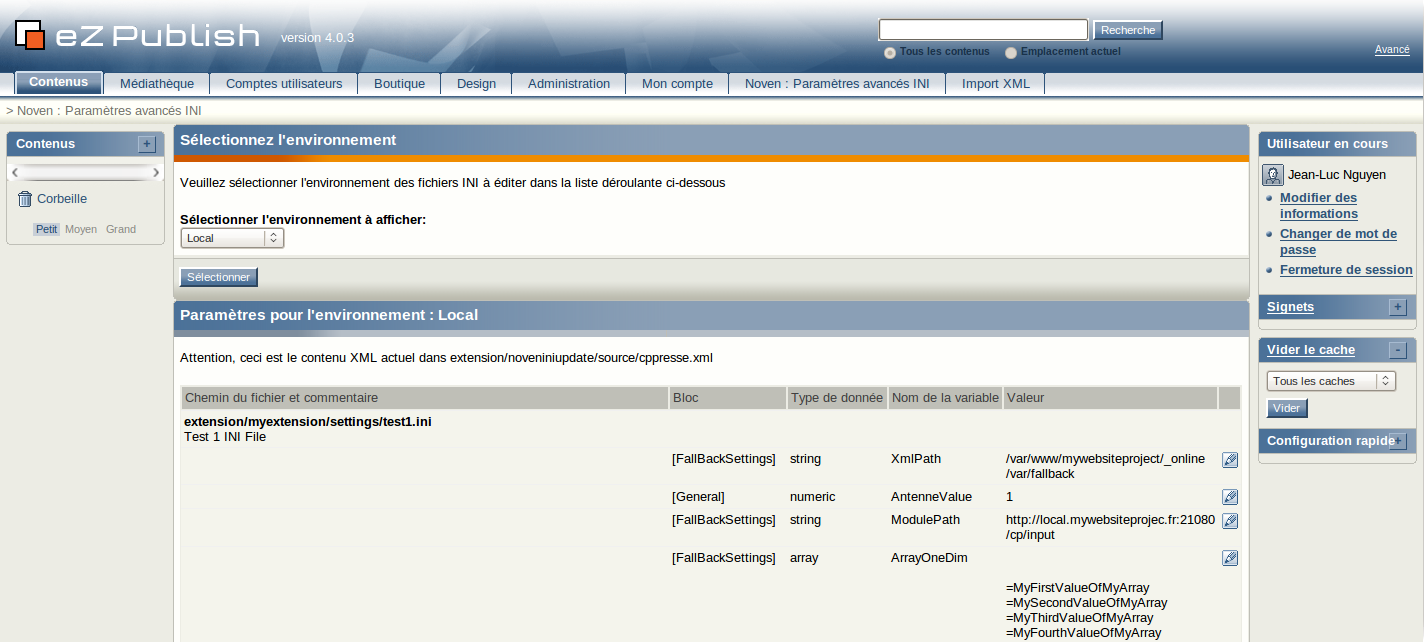 eZ Publish version 4.0.3
Recherche
Tous les contenus Emplacement actuel
Avancé
Contenus Médiathèque Comptes utilisateurs Boutique Design Administration Mon compte Noven : Paramètres avancés INI Import XML
> Noven : Paramètres avancés INI
Contenus +
Corbeille
Petit Moyen Grand
Sélectionnez l'environnement
Veuillez sélectionner l'environnement des fichiers INI à éditer dans la liste déroulante ci-dessous
Sélectionner l'environnement à afficher:
Local
Sélectionner
Paramètres pour l'environnement : Local
Attention, ceci est le contenu XML actuel dans extension/noveniniupdate/source/cppresse.xml
Chemin du fichier et commentaire Bloc Type de donnée Nom de la variable Valeur
extension/myextension/settings/test1.ini
Test 1 INI File
[FallBackSettings] string XmlPath /var/www/mywebsiteproject/_online
/var/fallback
[General] numeric AntenneValue 1
[FallBackSettings] string ModulePath http://local.mywebsiteprojec.fr:21080
/cp/input
[FallBackSettings] array ArrayOneDim
=MyFirstValueOfMyArray
=MySecondValueOfMyArray
=MyThirdValueOfMyArray
=MyFourthValueOfMyArray
Utilisateur en cours
Jean-Luc Nguyen
Modifier des
informations
Changer de mot de
passe
Fermeture de session
Signets +
Vider le cache -
Tous les caches
Vider
Configuration rapide+